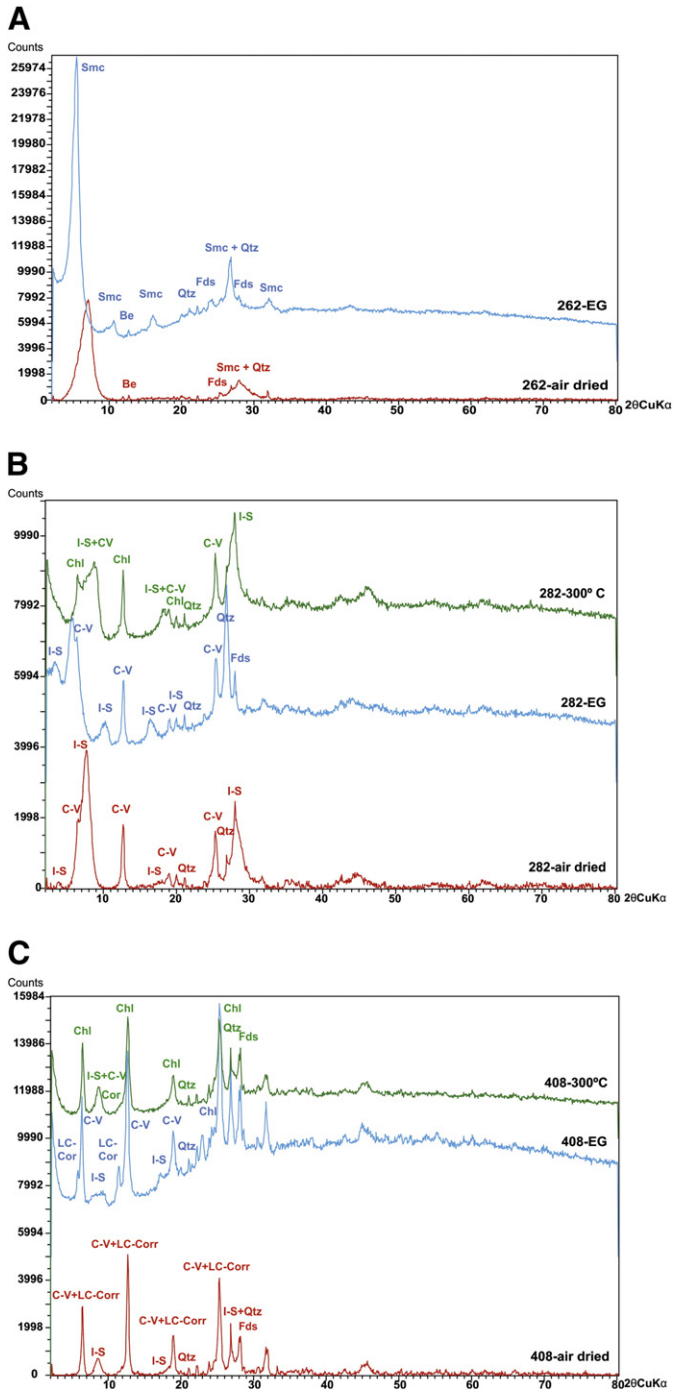 A
Counts
25974
23976
21978
19980
17982
15984
13986
11988
9990
7992
5994
3996
1998
0
Smc
Smc
Be
Smc
Qtz
Fds
Smc + Qtz
Fds
Smc
262-EG
Be
Fds
Smc + Qtz
262-air dried
10 20 30 40 50 60 70 80
2θCuKα
B
Counts
9990
7992
5994
3996
1998
0
Chl
I-S+CV
Chl
I-S+C-V
Chl
Qtz
C-V
I-S
282-300º C
I-S
C-V
I-S
C-V
I-S
C-V
I-S
Qtz
C-V
Qtz
Fds
282-EG
I-S
C-V
I-S
C-V
I-S
C-V
Qtz
C-V
Qtz
I-S
282-air dried
10 20 30 40 50 60 70 80
2θCuKα
C
Counts
15984
13986
11988
9990
7992
5994
3996
1998
0
Chl
I-S+C-V
Cor
Chl
Chl
Qtz
Chl
Qtz
Fds
408-300ºC
LC-
Cor
C-V
I-S
LC-
Cor
C-V
I-S
C-V
Qtz
Chl
408-EG
C-V+LC-Corr
I-S
C-V+LC-Corr
I-S
C-V+LC-Corr
Qtz
C-V+LC-Corr
I-S+Qtz
Fds
408-air dried
10 20 30 40 50 60 70 80
2θCuKα